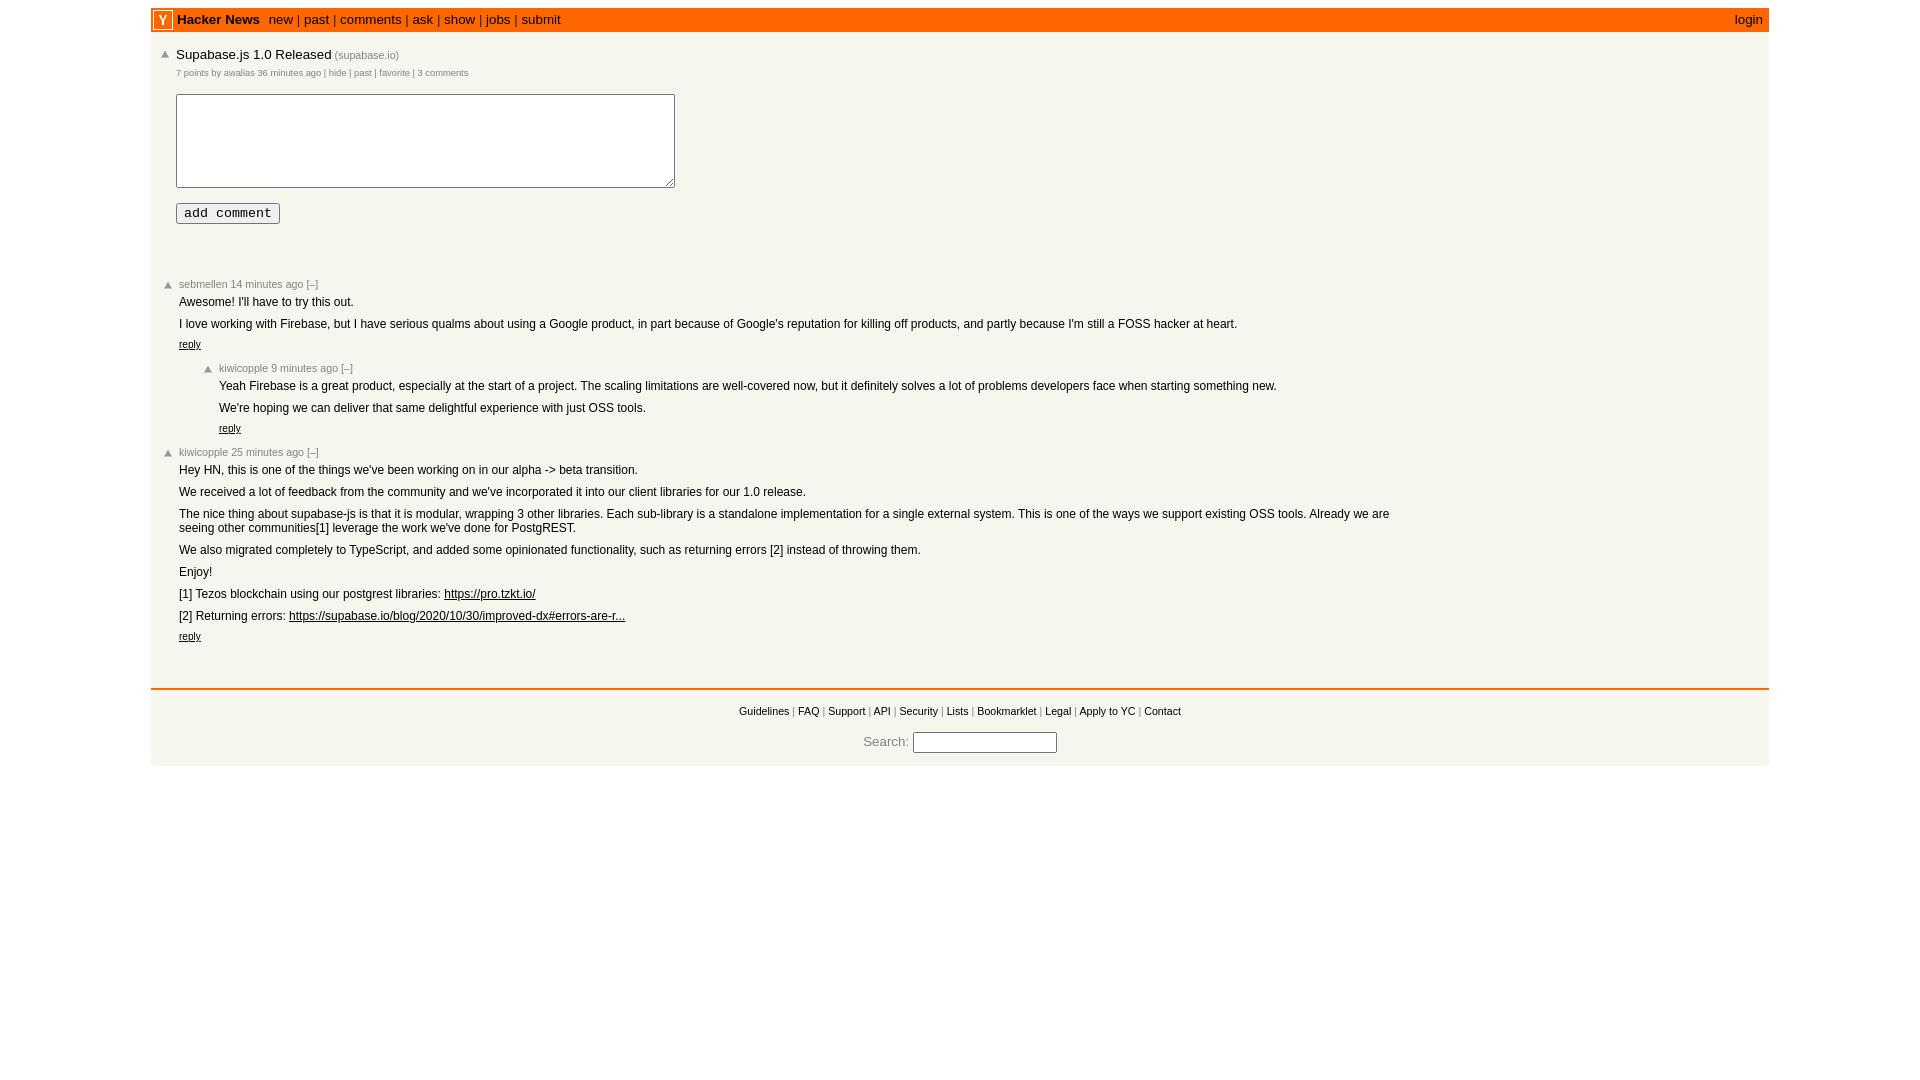 Y Hacker News new | past | comments | ask | show | jobs | submit login
Supabase.js 1.0 Released (supabase.io)
7 points by awalias 36 minutes ago | hide | past | favorite | 3 comments
add comment
sebmellen 14 minutes ago [–]
Awesome! I'll have to try this out.
I love working with Firebase, but I have serious qualms about using a Google product, in part because of Google's reputation for killing off products, and partly because I'm still a FOSS hacker at heart.
reply
kiwicopple 9 minutes ago [–]
Yeah Firebase is a great product, especially at the start of a project. The scaling limitations are well-covered now, but it definitely solves a lot of problems developers face when starting something new.
We're hoping we can deliver that same delightful experience with just OSS tools.
reply
kiwicopple 25 minutes ago [–]
Hey HN, this is one of the things we've been working on in our alpha -> beta transition.
We received a lot of feedback from the community and we've incorporated it into our client libraries for our 1.0 release.
The nice thing about supabase-js is that it is modular, wrapping 3 other libraries. Each sub-library is a standalone implementation for a single external system. This is one of the ways we support existing OSS tools. Already we are
seeing other communities[1] leverage the work we've done for PostgREST.
We also migrated completely to TypeScript, and added some opinionated functionality, such as returning errors [2] instead of throwing them.
Enjoy!
[1] Tezos blockchain using our postgrest libraries: https://pro.tzkt.io/
[2] Returning errors: https://supabase.io/blog/2020/10/30/improved-dx#errors-are-r...
reply
Guidelines | FAQ | Support | API | Security | Lists | Bookmarklet | Legal | Apply to YC | Contact
Search: